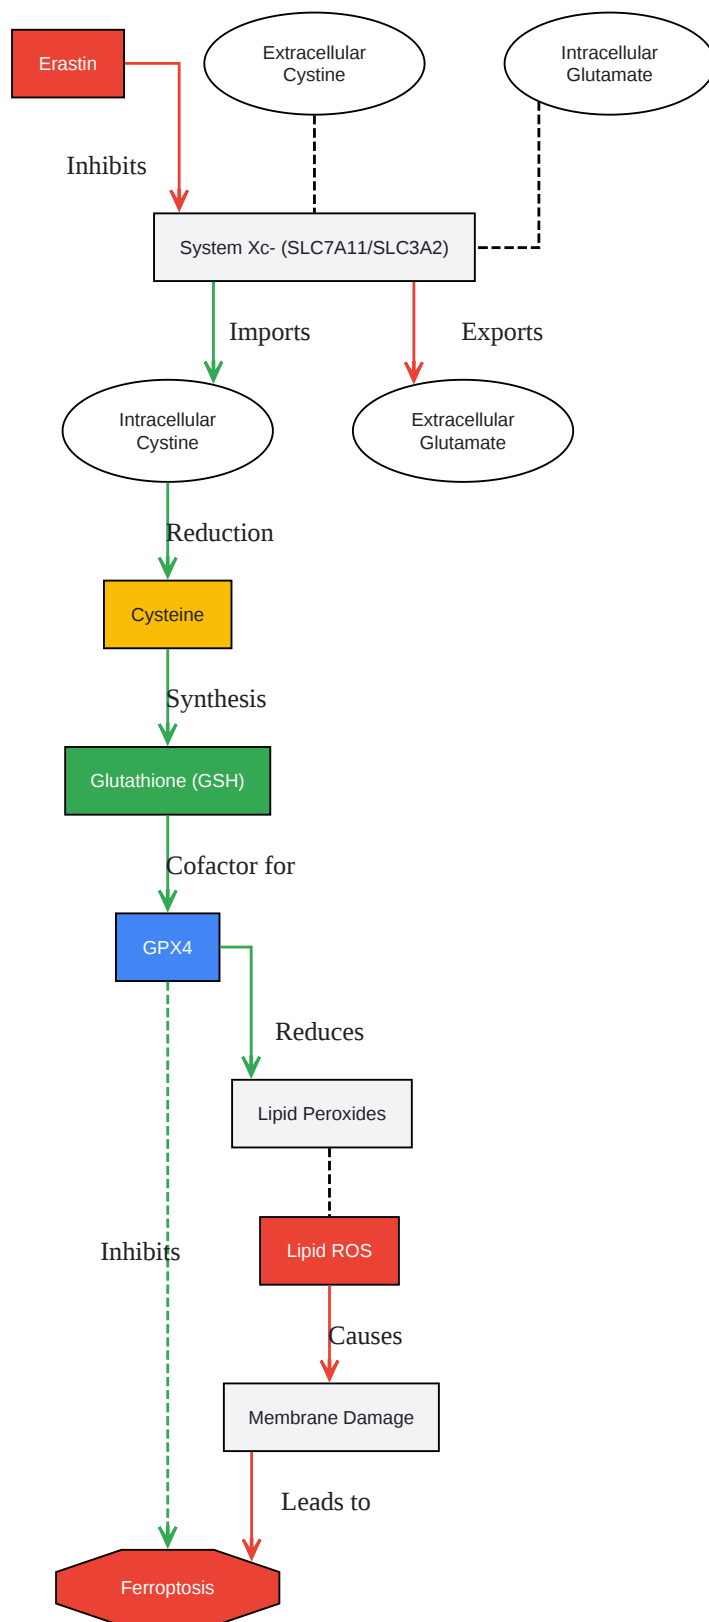 Erastin
Extracellular
Cystine
Intracellular
Glutamate
Inhibits
System Xc- (SLC7A11/SLC3A2)
Imports
Exports
Intracellular
Cystine
Extracellular
Glutamate
Reduction
Cysteine
Synthesis
Glutathione (GSH)
Cofactor for
GPX4
Reduces
Lipid Peroxides
Inhibits
Lipid ROS
Causes
Membrane Damage
Leads to
Ferroptosis